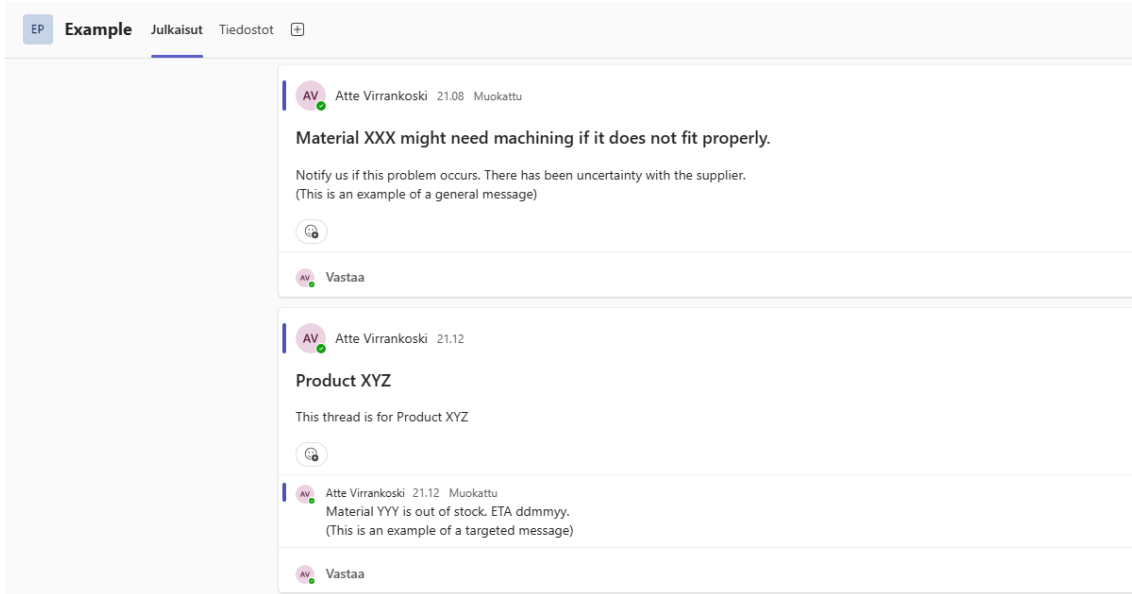 EP Example Julkaisut Tiedostot
AV Atte Virrankoski 21.08 Muokattu
Material XXX might need machining if it does not fit properly.
Notify us if this problem occurs. There has been uncertainty with the supplier.
(This is an example of a general message)
AV Vastaa
AV Atte Virrankoski 21.12
Product XYZ
This thread is for Product XYZ
AV Atte Virrankoski 21.12 Muokattu
Material YYY is out of stock. ETA ddmmyy.
(This is an example of a targeted message)
AV Vastaa